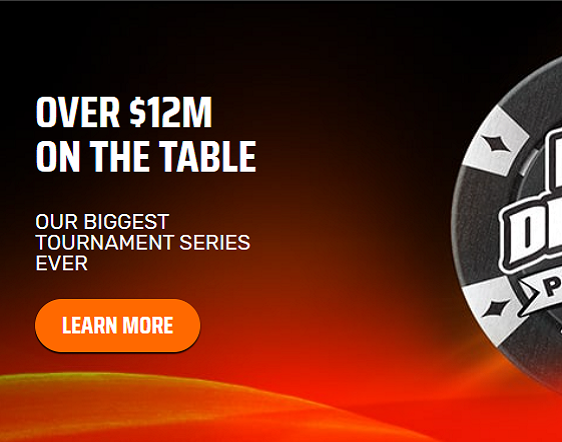 OVER $12M
ON THE TABLE
OUR BIGGEST
TOURNAMENT SERIES
EVER
LEARN MORE